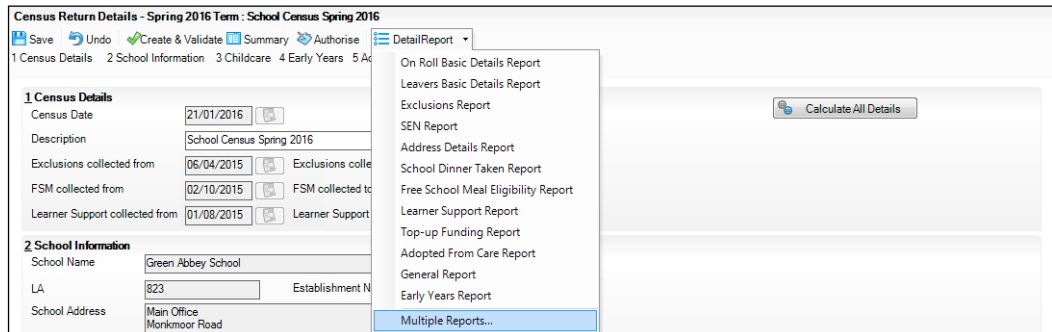 Census Return Details - Spring 2016 Term : School Census Spring 2016
Save Undo Create & Validate Summary Authorise DetailReport
1 Census Details 2 School Information 3 Childcare 4 Early Years 5
On Roll Basic Details Report
Leavers Basic Details Report
Exclusions Report
SEN Report
Address Details Report
School Dinner Taken Report
Free School Meal Eligibility Report
Learner Support Report
Top-up Funding Report
Adopted From Care Report
General Report
Early Years Report
Multiple Reports...
1 Census Details
Calculate All Details
Census Date 21/01/2016
Description School Census Spring 2016
Exclusions collected from 06/04/2015 Exclusions colle
FSM collected from 02/10/2015 FSM collected to
Learner Support collected from 01/08/2015 Learner Support
2 School Information
School Name Green Abbey School
LA 823 Establishment N
School Address Main Office
Monkmoor Road